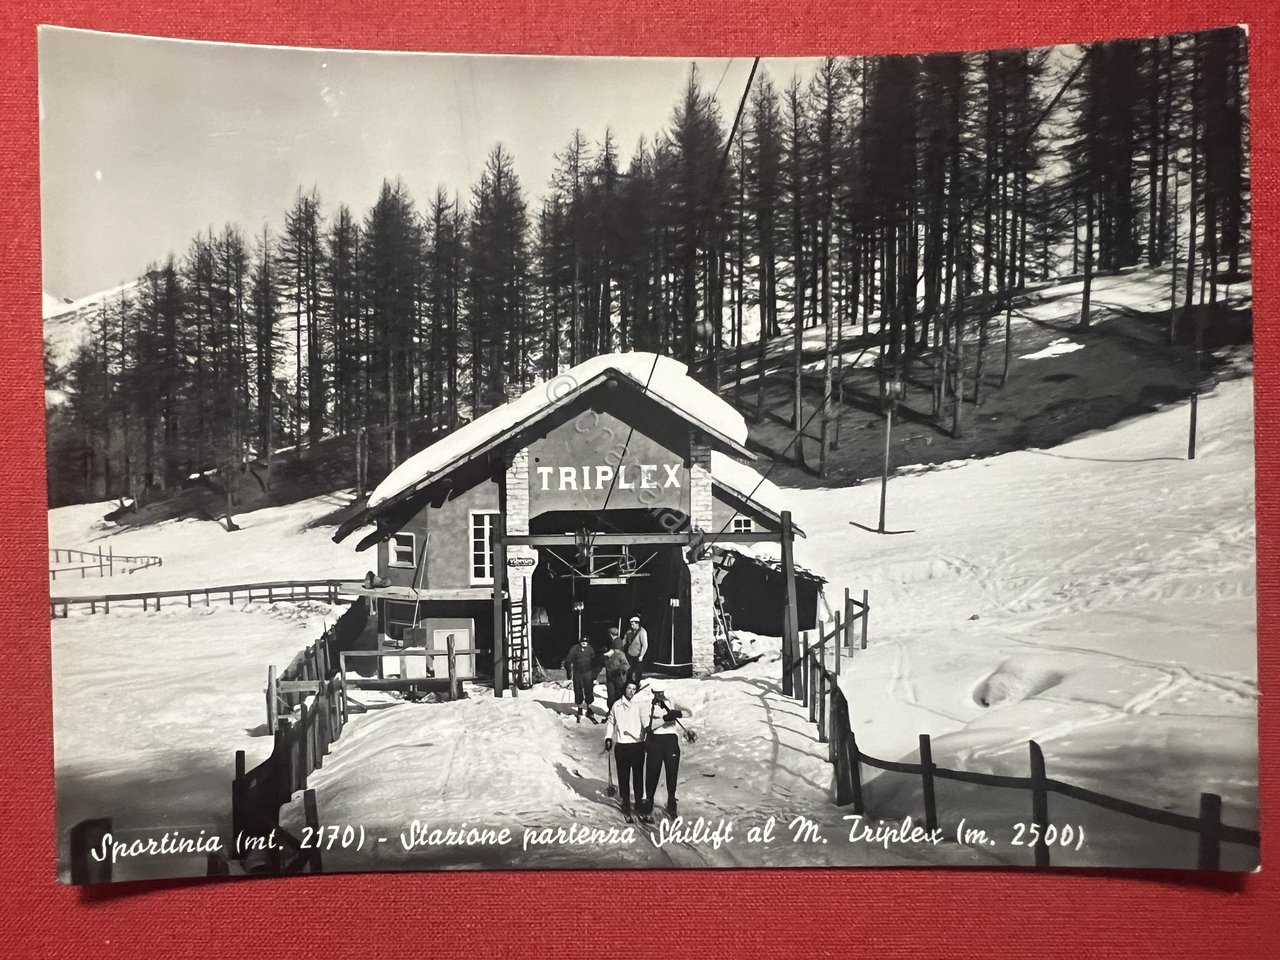 TRIPLEX
Sportinia (mt. 2170) - Stazione partenza Shilift al M. Triplex (m. 2500)